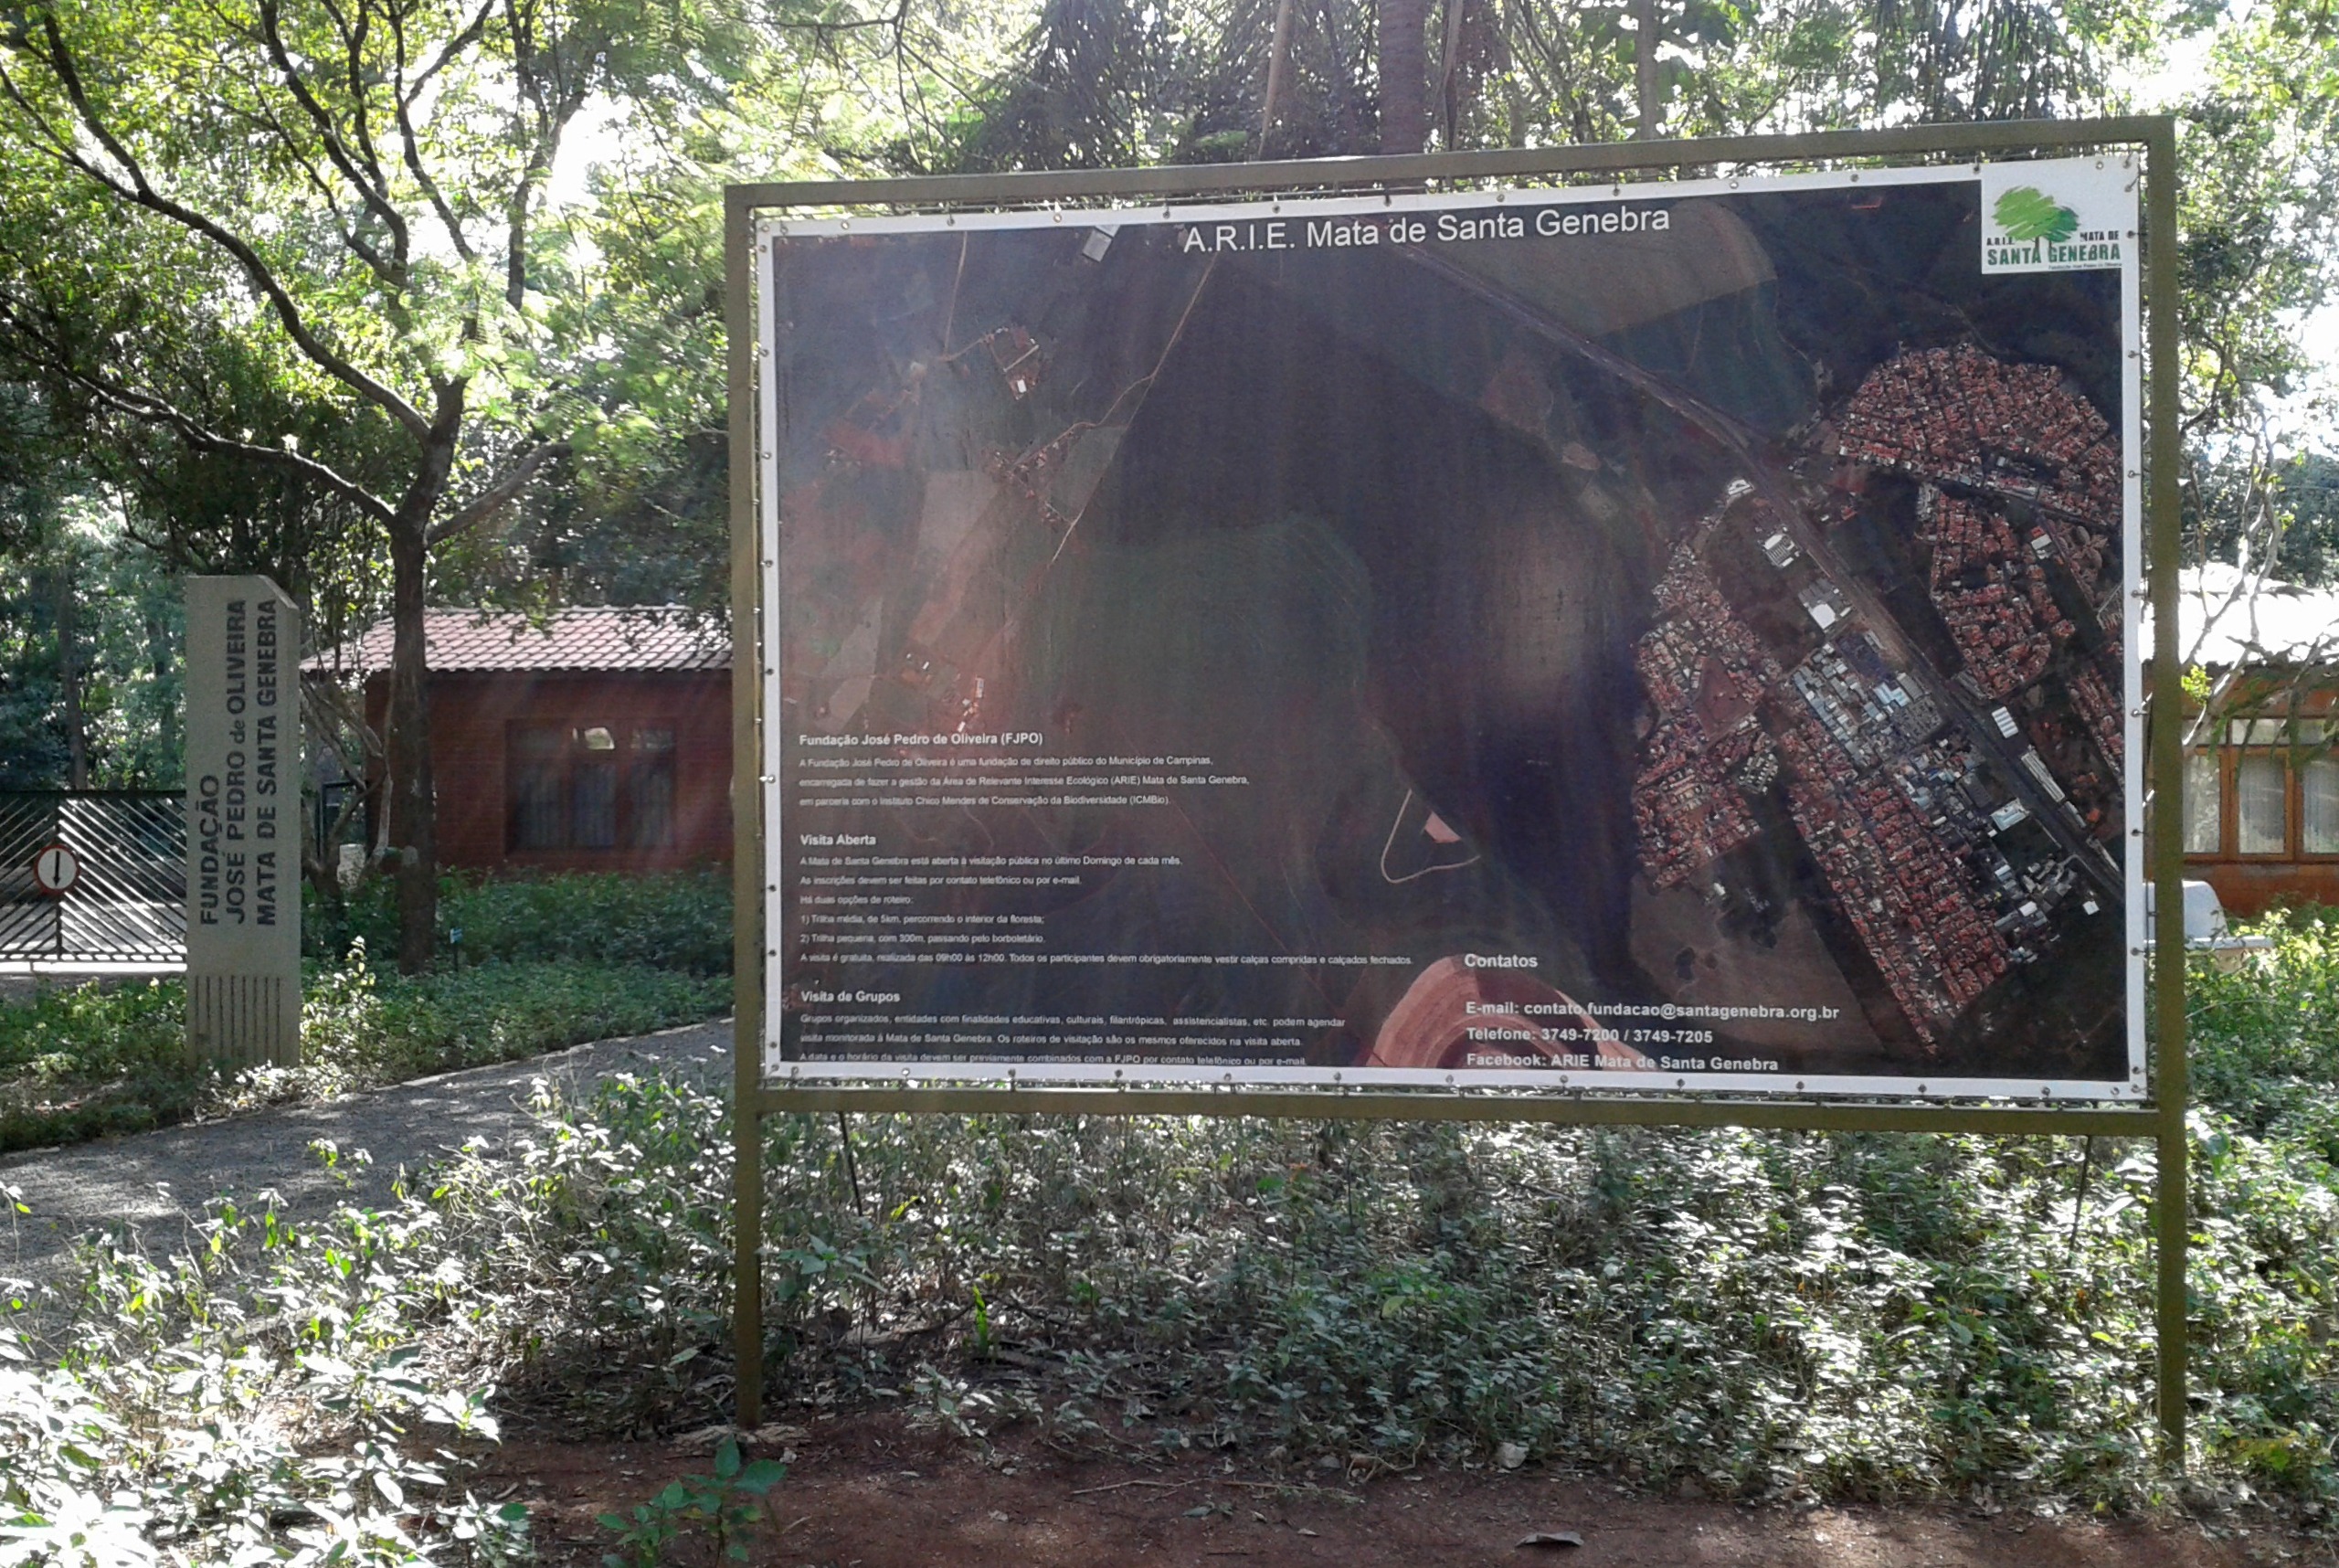 FUNDAÇÃO
JOSÉ PEDRO de OLIVEIRA
MATA DE SANTA GENEBRA
A.R.I.E. Mata de Santa Genebra
A.R.I.E. MATA DE
SANTA GENEBRA
Fundação José Pedro de Oliveira
Fundação José Pedro de Oliveira (FJPO)
A Fundação José Pedro de Oliveira é uma fundação de direito público do Município de Campinas,
encarregada de fazer a gestão da Área de Relevante Interesse Ecológico (ARIE) Mata de Santa Genebra,
em parceria com o Instituto Chico Mendes de Conservação da Biodiversidade (ICMBio).
Visita Aberta
A Mata de Santa Genebra está aberta à visitação pública no último Domingo de cada mês.
As inscrições devem ser feitas por contato telefônico ou por e-mail.
Há duas opções de roteiro:
1) Trilha média, de 5km, percorrendo o interior da floresta;
2) Trilha pequena, com 300m, passando pelo borboletário.
A visita é gratuita, realizada das 09h00 às 12h00. Todos os participantes devem obrigatoriamente vestir calças compridas e calçados fechados.
Visita de Grupos
Grupos organizados, entidades com finalidades educativas, culturais, filantrópicas, assistencialistas, etc. podem agendar
visita monitorada à Mata de Santa Genebra. Os roteiros de visitação são os mesmos oferecidos na visita aberta.
A data e o horário da visita devem ser previamente combinados com a FJPO por contato telefônico ou por e-mail.
Contatos
E-mail: contato.fundacao@santagenebra.org.br
Telefone: 3749-7200 / 3749-7205
Facebook: ARIE Mata de Santa Genebra